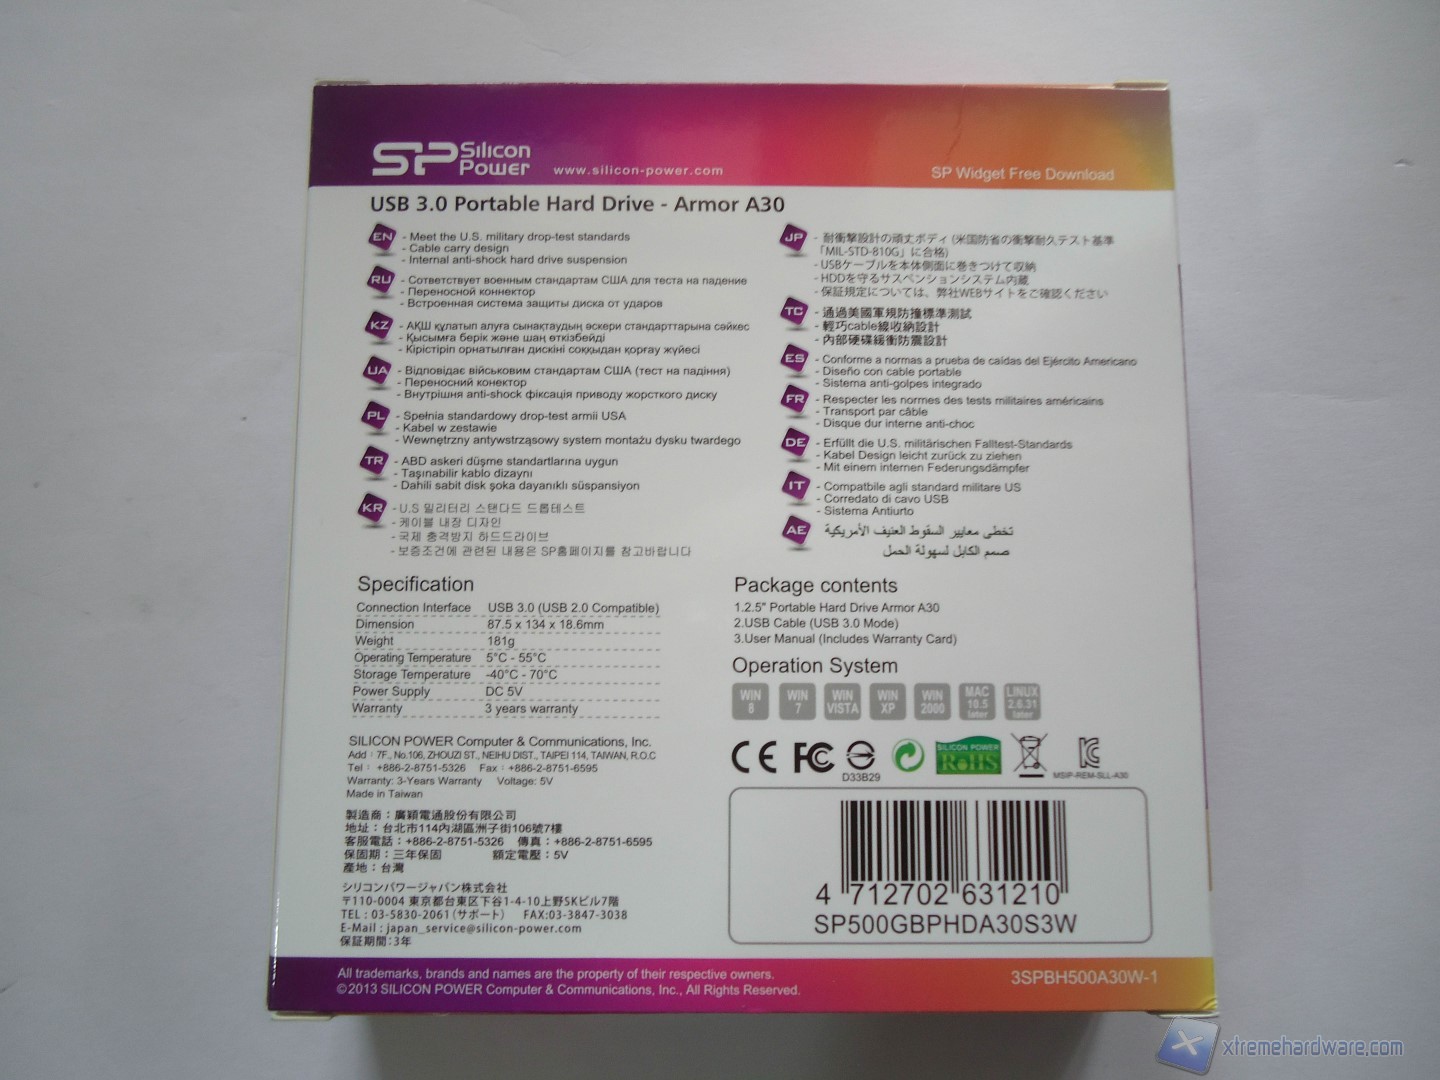 SP Silicon Power
www.silicon-power.com
SP Widget Free Download
USB 3.0 Portable Hard Drive - Armor A30
EN - Meet the U.S. military drop-test standards
- Cable carry design
- Internal anti-shock hard drive suspension
RU - Сответствует военным стандартам США для теста на падение
- Переносной коннектор
- Встроенная система защиты диска от ударов
KZ - АҚШ құлатып алуға сынақтаудың әскери стандарттарына сәйкес
- Қысымға берік және шаң өткізбейді
- Кірістіріп орнатылған дискіні соққыдан қорғау жүйесі
UA - Відповідає військовим стандартам США (тест на падіння)
- Переносний конектор
- Внутрішня anti-shock фіксація приводу жорсткого диску
PL - Spełnia standardowy drop-test armii USA
- Kabel w zestawie
- Wewnętrzny antywstrząsowy system montażu dysku twardego
TR - ABD askeri düşme standartlarına uygun
- Taşınabilir kablo dizaynı
- Dahili sabit disk şoka dayanıklı süspansiyon
KR - U.S 밀리터리 스탠다드 드롭테스트
- 케이블 내장 디자인
- 국제 충격방지 하드드라이브
- 보증조건에 관련된 내용은 SP홈페이지를 참고바랍니다
JP - 耐衝撃設計の頑丈ボディ (米国防省の衝撃耐久テスト基準
「MIL-STD-810G」に合格)
- USBケーブルを本体側面に巻きつけて収納
- HDDを守るサスペンションシステム内蔵
- 保証規定については、弊社WEBサイトをご確認ください
TC - 通過美國軍規防撞標準測試
- 輕巧cable線收納設計
- 內部硬碟緩衝防震設計
ES - Conforme a normas a prueba de caídas del Ejército Americano
- Diseño con cable portable
- Sistema anti-golpes integrado
FR - Respecter les normes des tests militaires américains
- Transport par câble
- Disque dur interne anti-choc
DE - Erfüllt die U.S. militärischen Falltest-Standards
- Kabel Design leicht zurück zu ziehen
- Mit einem internen Federungsdämpfer
IT - Compatbile agli standard militare US
- Corredato di cavo USB
- Sistema Antiurto
AE تخطى معايير السقوط العنيف الأمريكية
صمم الكابل لسهولة الحمل
Specification
Connection Interface USB 3.0 (USB 2.0 Compatible)
Dimension 87.5 x 134 x 18.6mm
Weight 181g
Operating Temperature 5°C - 55°C
Storage Temperature -40°C - 70°C
Power Supply DC 5V
Warranty 3 years warranty
Package contents
1.2.5" Portable Hard Drive Armor A30
2.USB Cable (USB 3.0 Mode)
3.User Manual (Includes Warranty Card)
Operation System
WIN 8 WIN 7 WIN VISTA WIN XP WIN 2000 MAC 10.5 later LINUX 2.6.31 later
CE FC D33B29 SILICON POWER RoHS MSIP-REM-SLL-A30
SILICON POWER Computer & Communications, Inc.
Add : 7F., No.106, ZHOUZI ST., NEIHU DIST., TAIPEI 114, TAIWAN, R.O.C
Tel : +886-2-8751-5326 Fax : +886-2-8751-6595
Warranty: 3-Years Warranty Voltage: 5V
Made in Taiwan
製造商：廣穎電通股份有限公司
地址：台北市114內湖區洲子街106號7樓
客服電話：+886-2-8751-5326 傳真：+886-2-8751-6595
保固期：三年保固 額定電壓：5V
產地：台灣
シリコンパワージャパン株式会社
〒110-0004 東京都台東区下谷1-4-10上野SKビル7階
TEL : 03-5830-2061(サポート) FAX:03-3847-3038
E-Mail : japan_service@silicon-power.com
保証期間:3年
4 712702 631210
SP500GBPHDA30S3W
All trademarks, brands and names are the property of their respective owners.
©2013 SILICON POWER Computer & Communications, Inc., All Rights Reserved.
3SPBH500A30W-1
xtremehardware.com